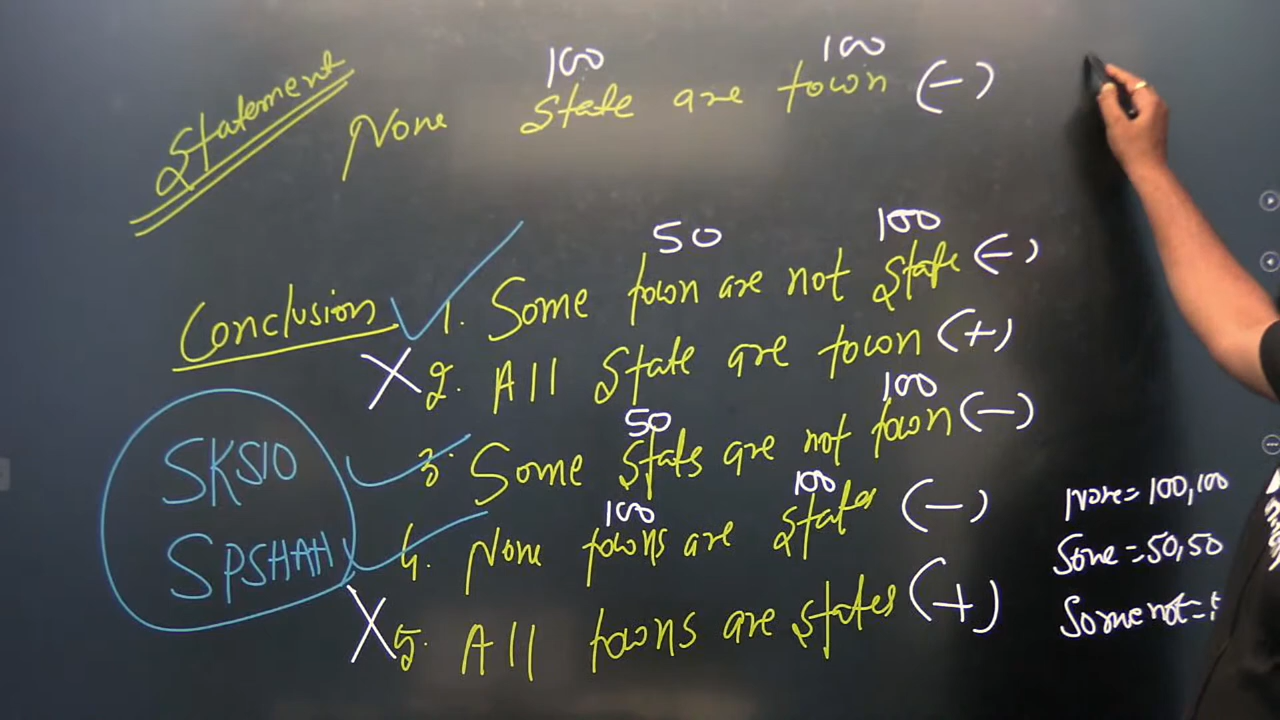 100 100
Statement
None State are town (-)
50 100
Conclusion
1. Some town are not State (-)
2. All State are town (+)
50 100
3. Some Stats are not town (-)
100 100
4. None towns are States (-)
5. All towns are states (+)
SKSIO
SPSHAH
None = 100,100
Some = 50,50
Some not =